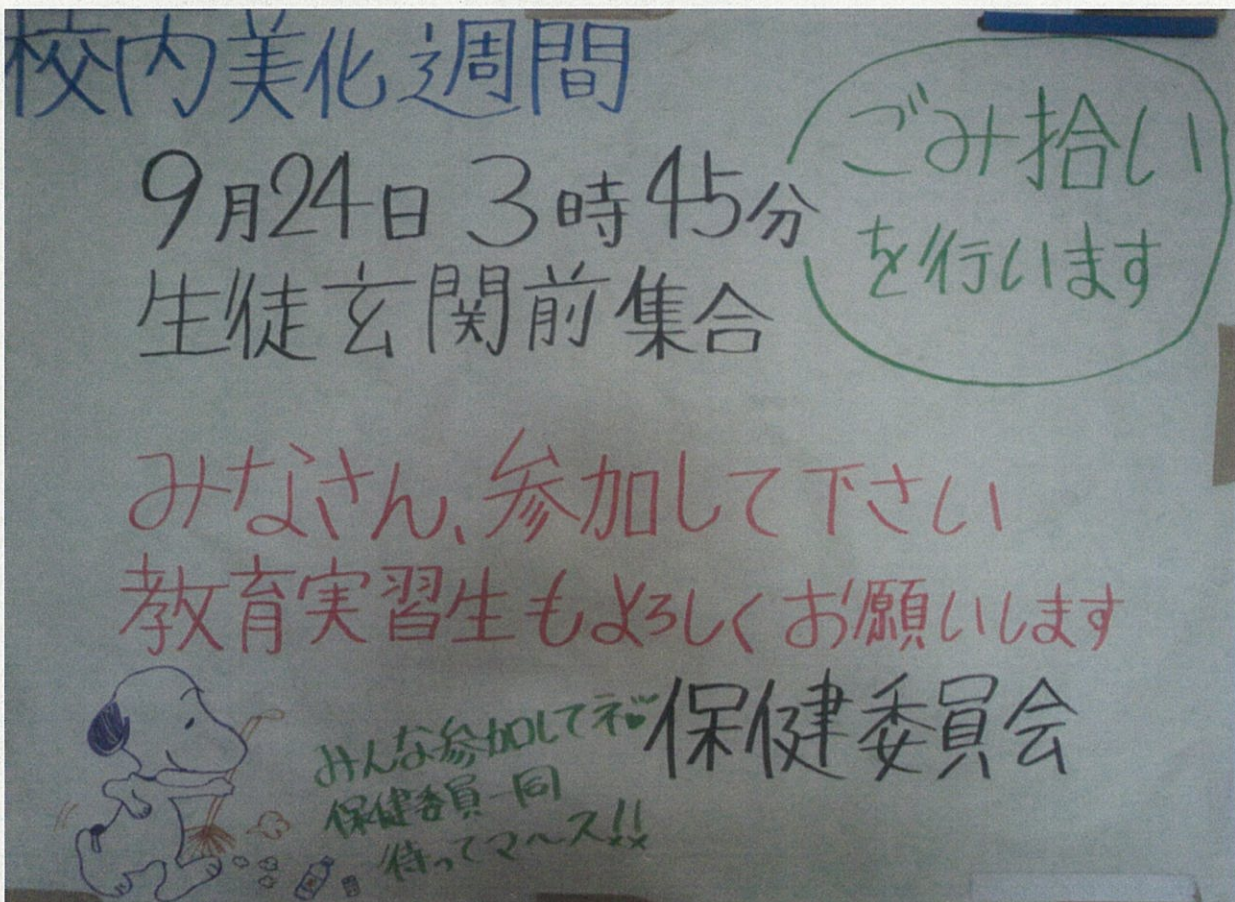 校内美化週間
9月24日 3時45分
生徒玄関前集合
ごみ拾い
を行います
みなさん、参加して下さい
教育実習生もよろしくお願いします
保健委員会
みんな参加してネ♥
保健委員一同
待ってマ〜ス!!